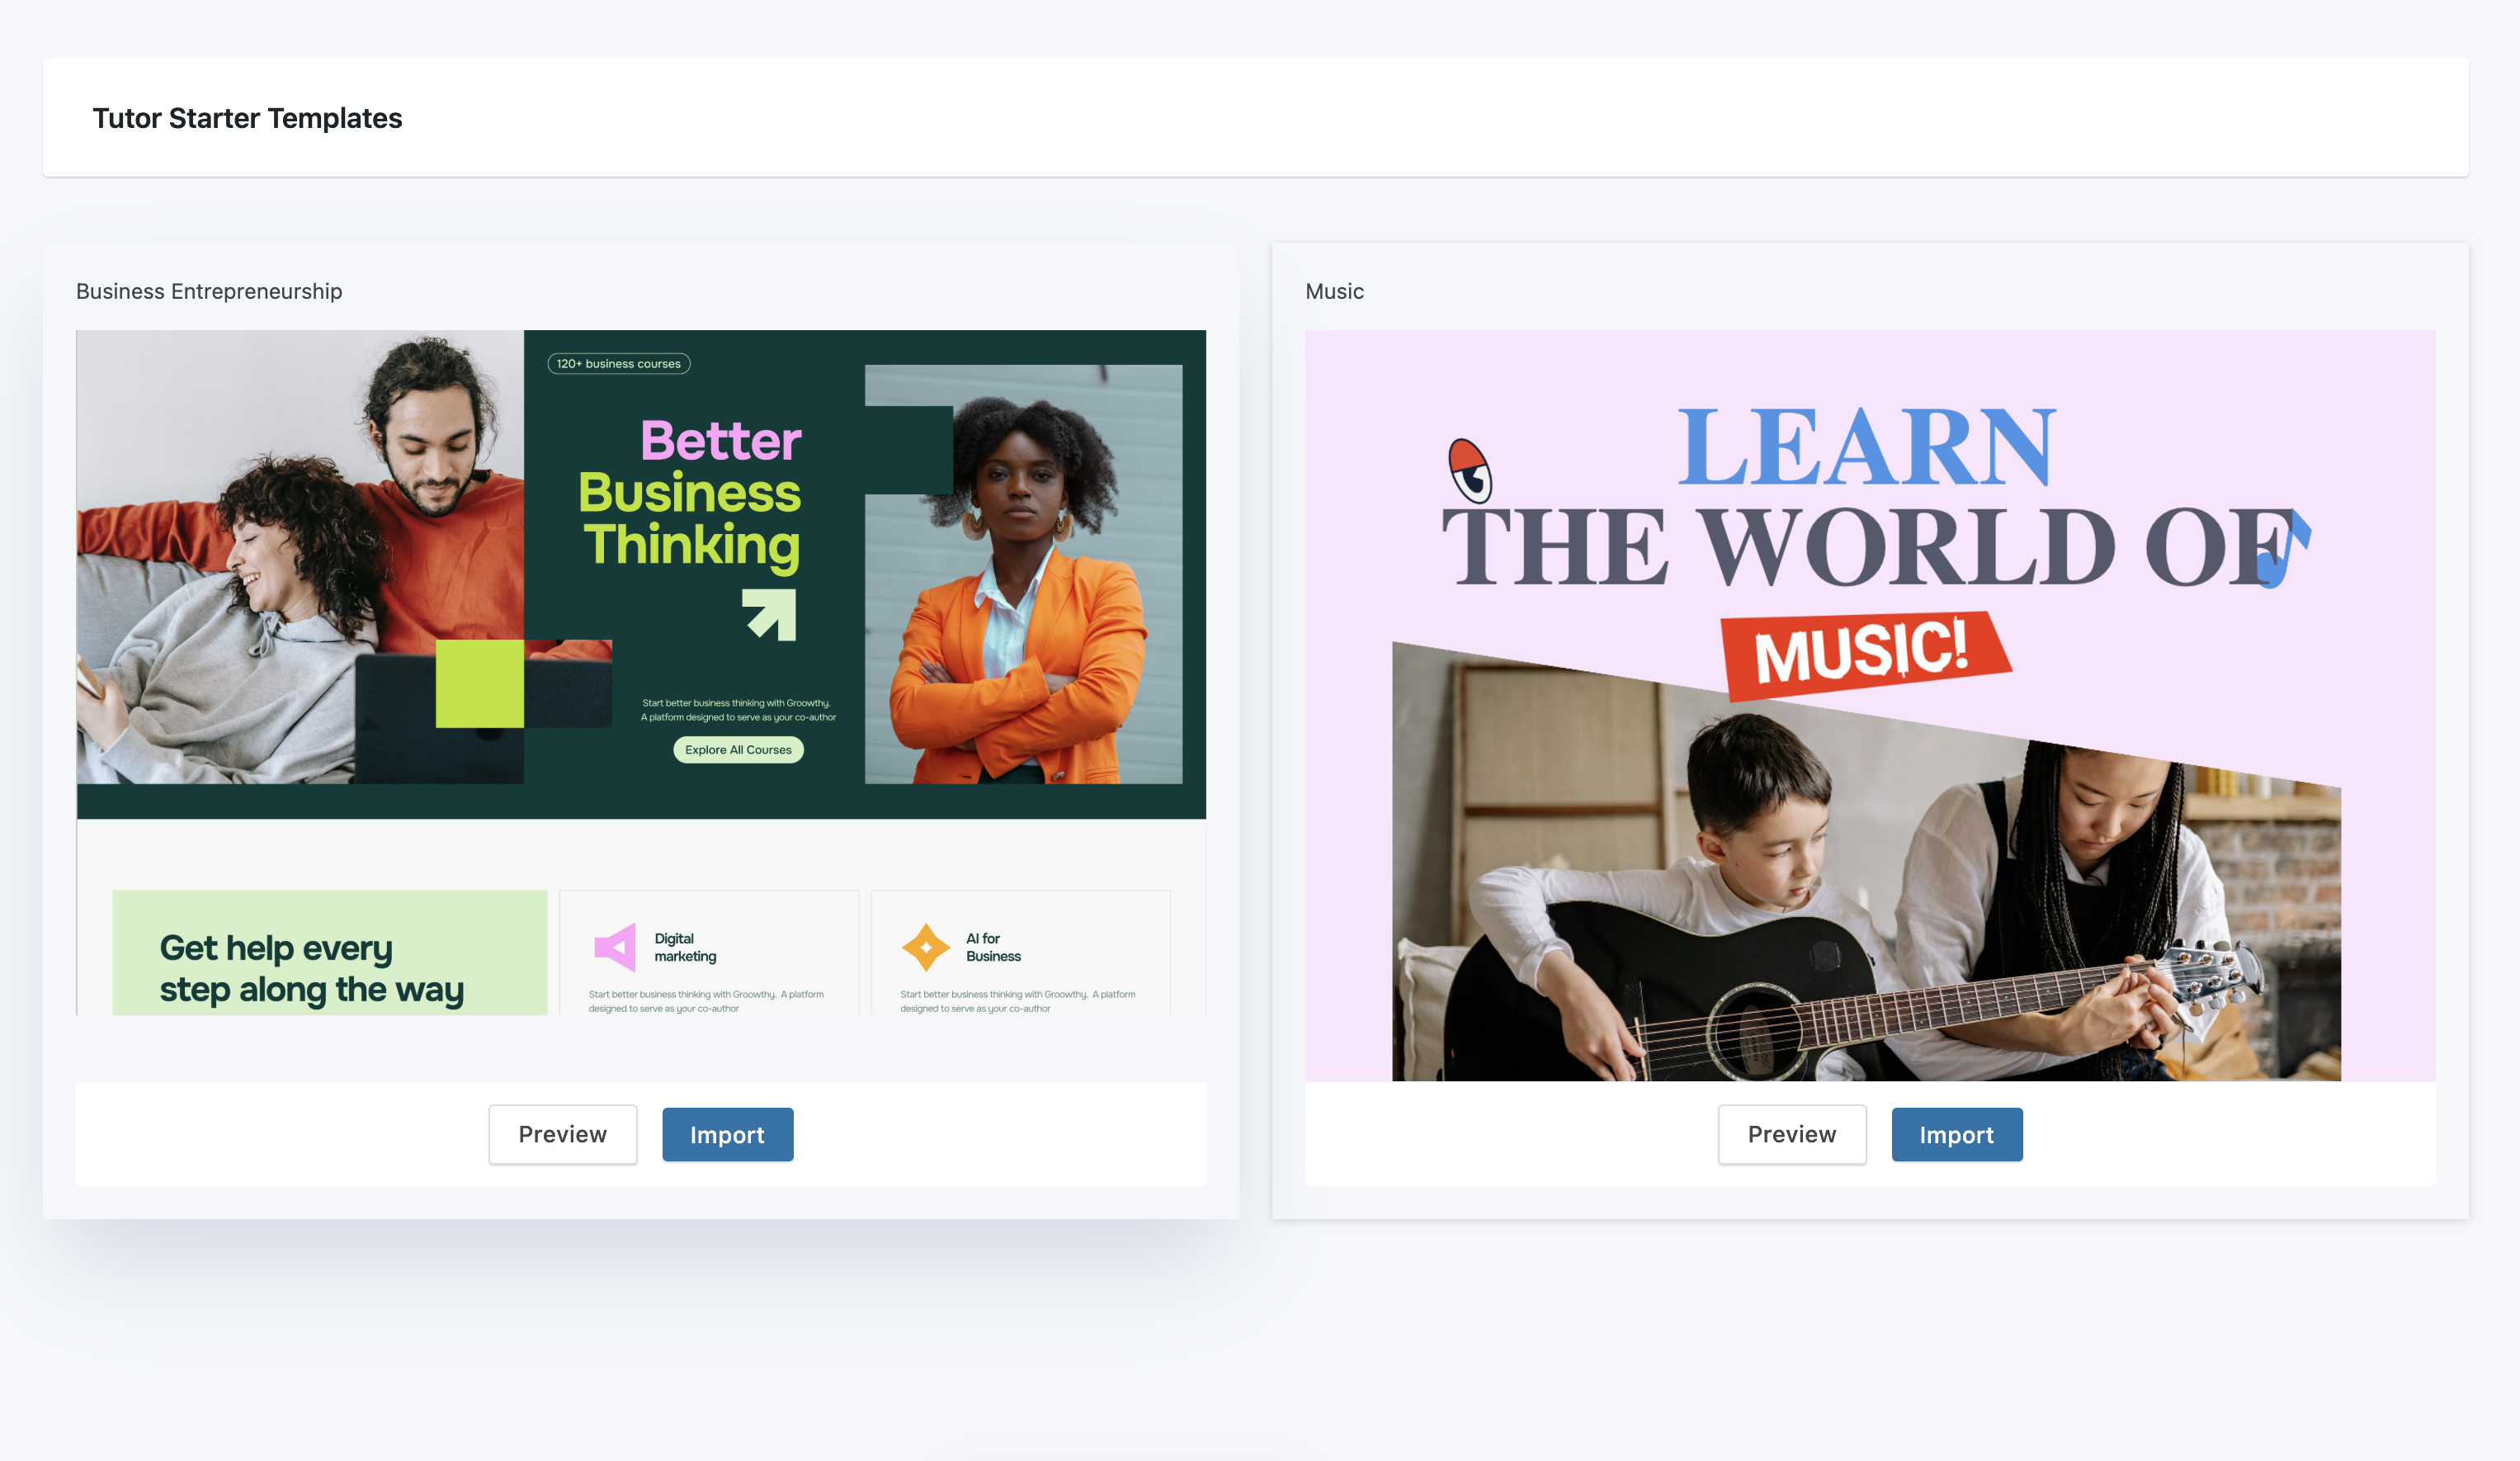 Tutor Starter Templates
Business Entrepreneurship
120+ business courses
Better
Business
Thinking
Start better business thinking with Groowthy.
A platform designed to serve as your co-author
Explore All Courses
Get help every
step along the way
Digital
marketing
Start better business thinking with Groowthy. A platform
designed to serve as your co-author
AI for
Business
Start better business thinking with Groowthy. A platform
designed to serve as your co-author
Preview
Import
Music
LEARN
THE WORLD OF
MUSIC!
Preview
Import